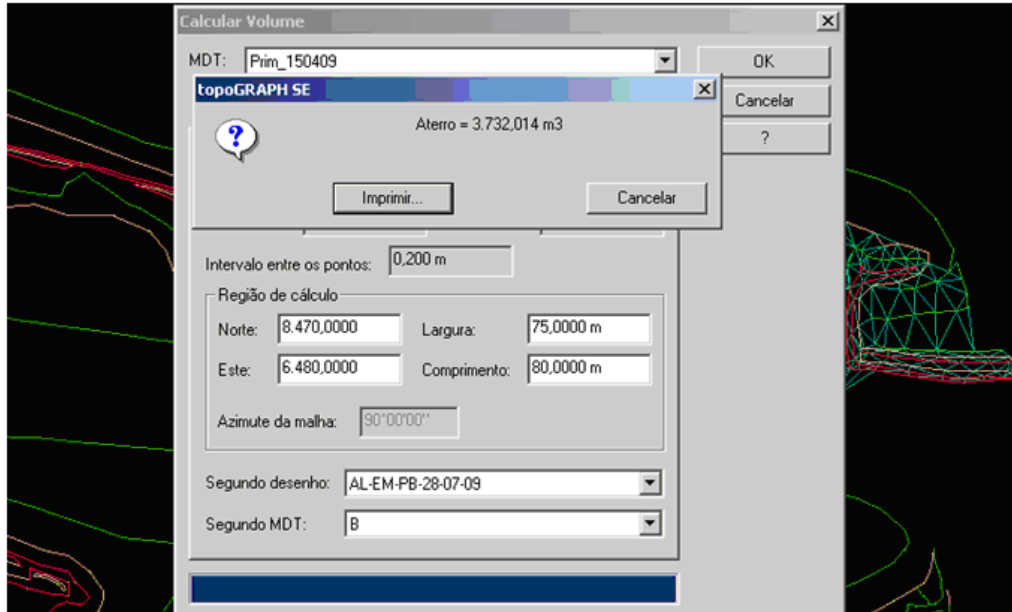 Calcular Volume
MDT: Prim_150409
OK
topoGRAPH SE
Cancelar
Aterro = 3.732,014 m3
?
Imprimir...
Cancelar
Intervalo entre os pontos: 0,200 m
Região de cálculo
Norte: 8.470,0000 Largura: 75,0000 m
Este: 6.480,0000 Comprimento: 80,0000 m
Azimute da malha: 90°00'00"
Segundo desenho: AL-EM-PB-28-07-09
Segundo MDT: B